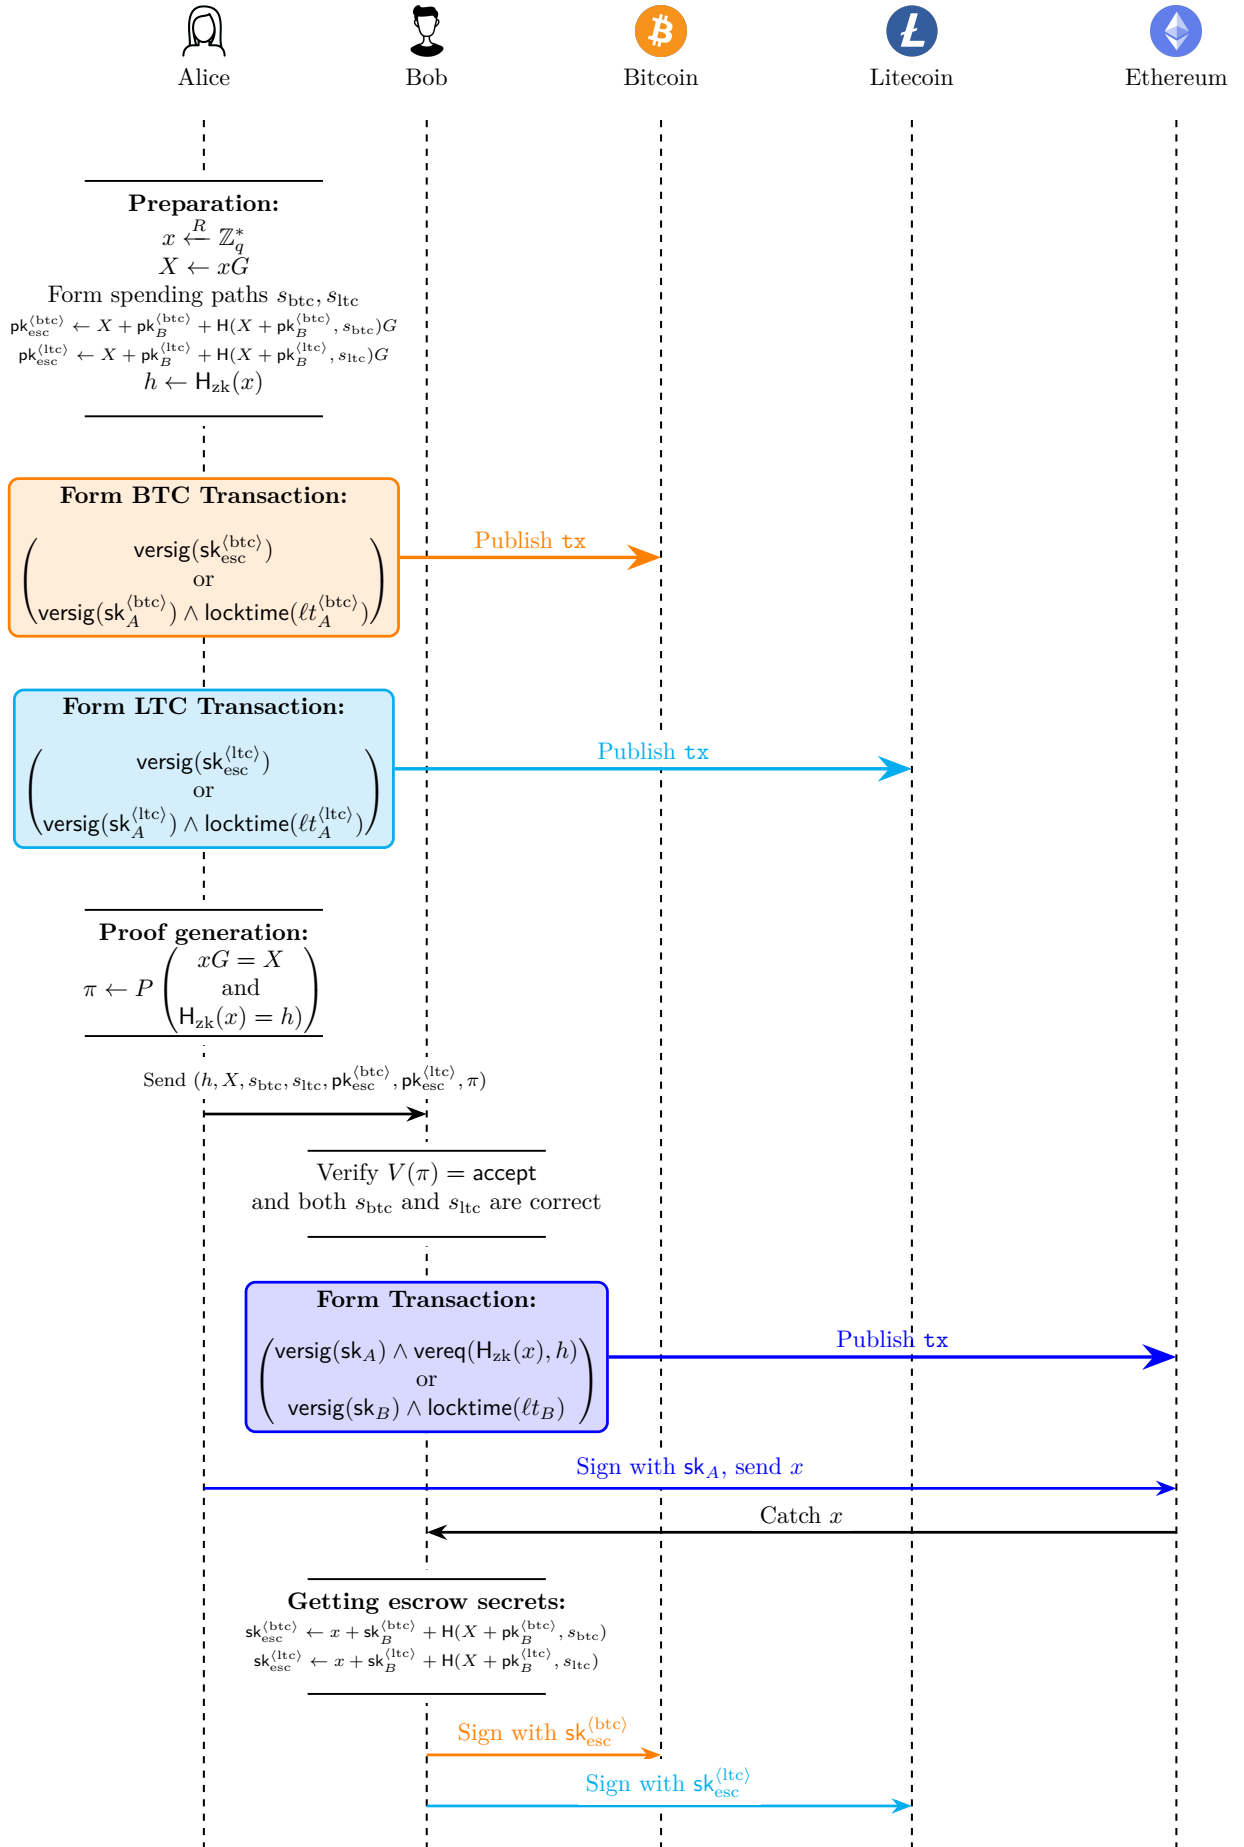 Alice Bob Bitcoin Litecoin Ethereum
Preparation:
x ←R ℤ_q^*
X ← xG
Form spending paths s_btc, s_ltc
pk_esc^⟨btc⟩ ← X + pk_B^⟨btc⟩ + H(X + pk_B^⟨btc⟩, s_btc)G
pk_esc^⟨ltc⟩ ← X + pk_B^⟨ltc⟩ + H(X + pk_B^⟨ltc⟩, s_ltc)G
h ← H_zk(x)
Form BTC Transaction:
versig(sk_esc^⟨btc⟩)
or
versig(sk_A^⟨btc⟩) ∧ locktime(ℓt_A^⟨btc⟩)
Publish tx
Form LTC Transaction:
versig(sk_esc^⟨ltc⟩)
or
versig(sk_A^⟨ltc⟩) ∧ locktime(ℓt_A^⟨ltc⟩)
Publish tx
Proof generation:
xG = X
π ← P ( and )
H_zk(x) = h)
Send (h, X, s_btc, s_ltc, pk_esc^⟨btc⟩, pk_esc^⟨ltc⟩, π)
Verify V(π) = accept
and both s_btc and s_ltc are correct
Form Transaction:
versig(sk_A) ∧ vereq(H_zk(x), h)
or
versig(sk_B) ∧ locktime(ℓt_B)
Publish tx
Sign with sk_A, send x
Catch x
Getting escrow secrets:
sk_esc^⟨btc⟩ ← x + sk_B^⟨btc⟩ + H(X + pk_B^⟨btc⟩, s_btc)
sk_esc^⟨ltc⟩ ← x + sk_B^⟨ltc⟩ + H(X + pk_B^⟨ltc⟩, s_ltc)
Sign with sk_esc^⟨btc⟩
Sign with sk_esc^⟨ltc⟩